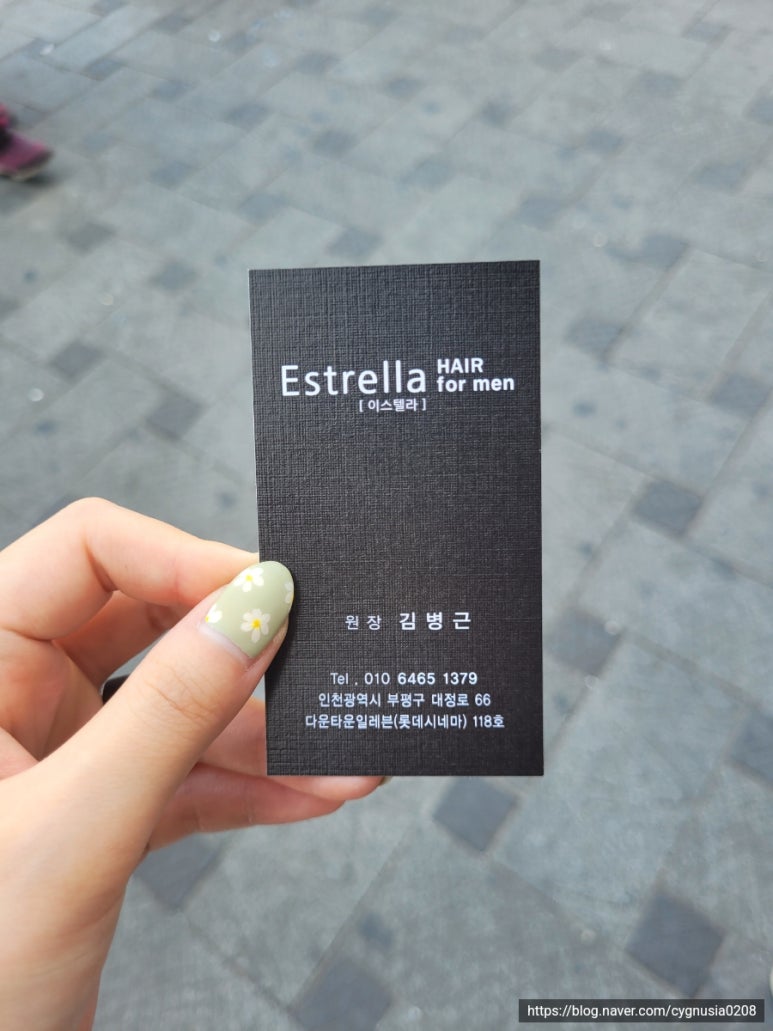 Estrella HAIR for men
[ 이스텔라 ]
원장 김병근
Tel . 010 6465 1379
인천광역시 부평구 대정로 66
다운타운일레븐(롯데시네마) 118호
https://blog.naver.com/cygnusia0208